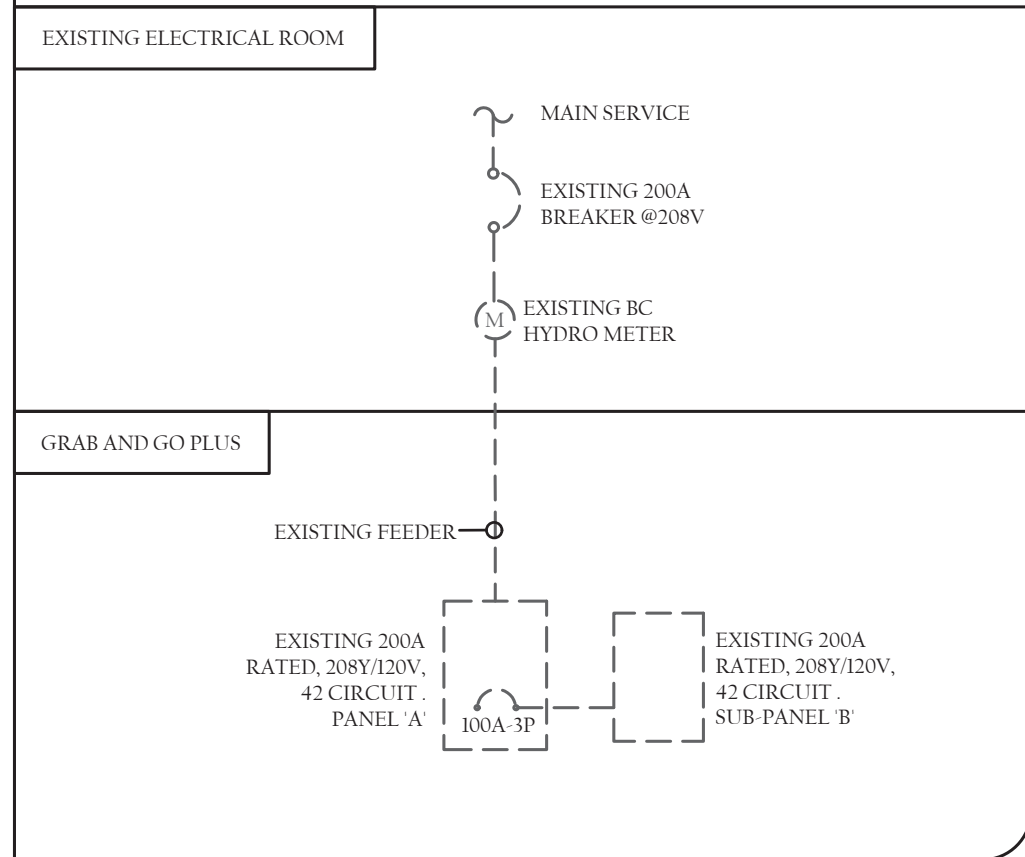 EXISTING ELECTRICAL ROOM
MAIN SERVICE
EXISTING 200A
BREAKER @208V
EXISTING BC
HYDRO METER
M
GRAB AND GO PLUS
EXISTING FEEDER
EXISTING 200A
RATED, 208Y/120V,
42 CIRCUIT .
PANEL 'A'
100A-3P
EXISTING 200A
RATED, 208Y/120V,
42 CIRCUIT .
SUB-PANEL 'B'